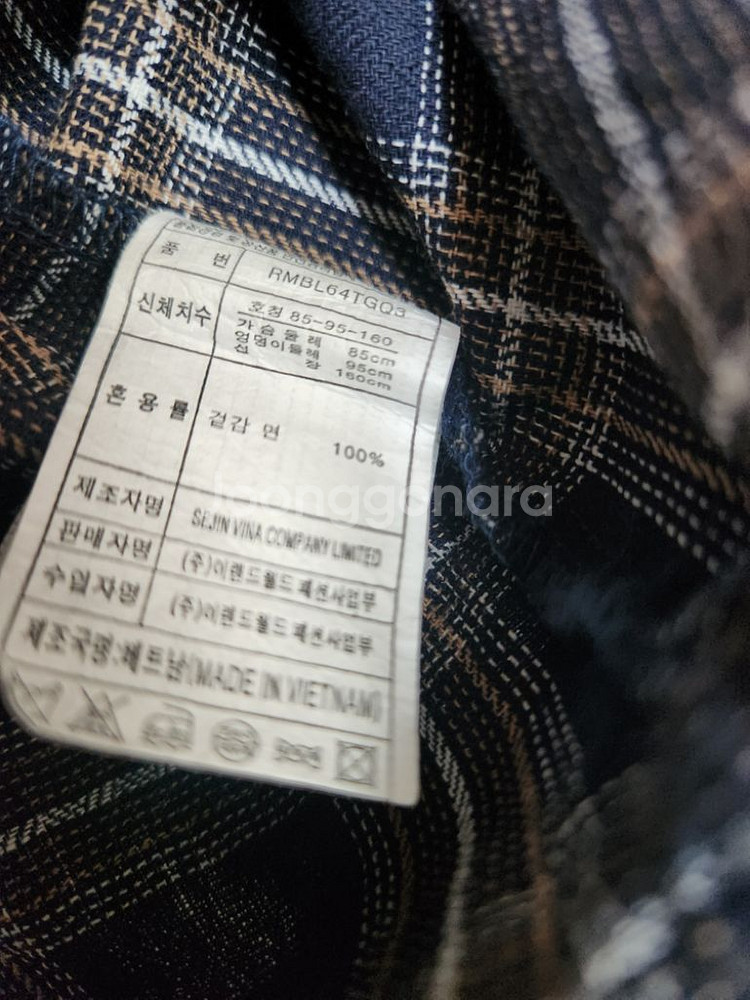 품 번 RMBL64TGQ3
신체치수 호칭 85-95-160
가슴둘레 85cm
엉덩이둘레 95cm
신 장 160cm
혼용률 겉감 면 100%
제조자명 SEJIN VINA COMPANY LIMITED
판매자명 (주)이랜드월드패션사업부
수입자명 (주)이랜드월드패션사업부
제조국명:베트남(MADE IN VIETNAM)
joonggonara